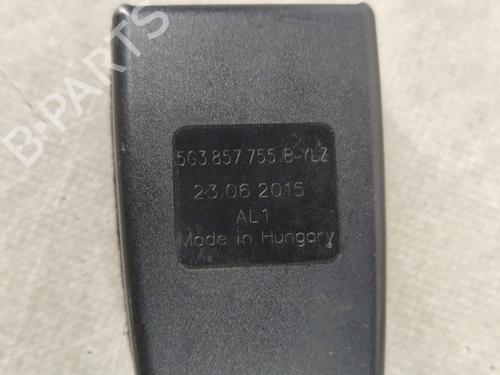 B-PARTS
5G3.857.755.B-YLZ
23.06 2015
AL1
Made in Hungary